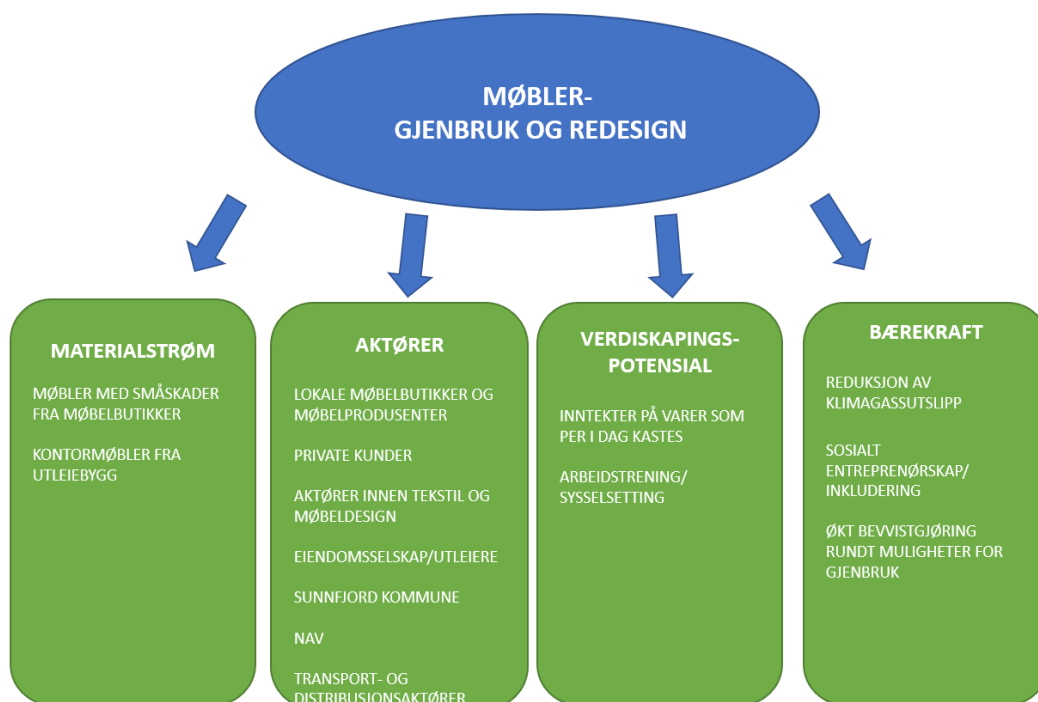 MØBLER-
GJENBRUK OG REDESIGN
MATERIALSTRØM
MØBLER MED SMÅSKADER
FRA MØBELBUTIKKER
KONTORMØBLER FRA
UTLEIEBYGG
AKTØRER
LOKALE MØBELBUTIKKER OG
MØBELPRODUSENTER
PRIVATE KUNDER
AKTØRER INNEN TEKSTIL OG
MØBELDESIGN
EIENDOMSSELSKAP/UTLEIERE
SUNNFJORD KOMMUNE
NAV
TRANSPORT- OG
DISTRIBUSJONSAKTØRER
VERDISKAPINGS-
POTENSIAL
INNTEKTER PÅ VARER SOM
PER I DAG KASTES
ARBEIDSTRENING/
SYSSELSETTING
BÆREKRAFT
REDUKSJON AV
KLIMAGASSUTSLIPP
SOSIALT
ENTREPRENØRSKAP/
INKLUDERING
ØKT BEVVISTGJØRING
RUNDT MULIGHETER FOR
GJENBRUK